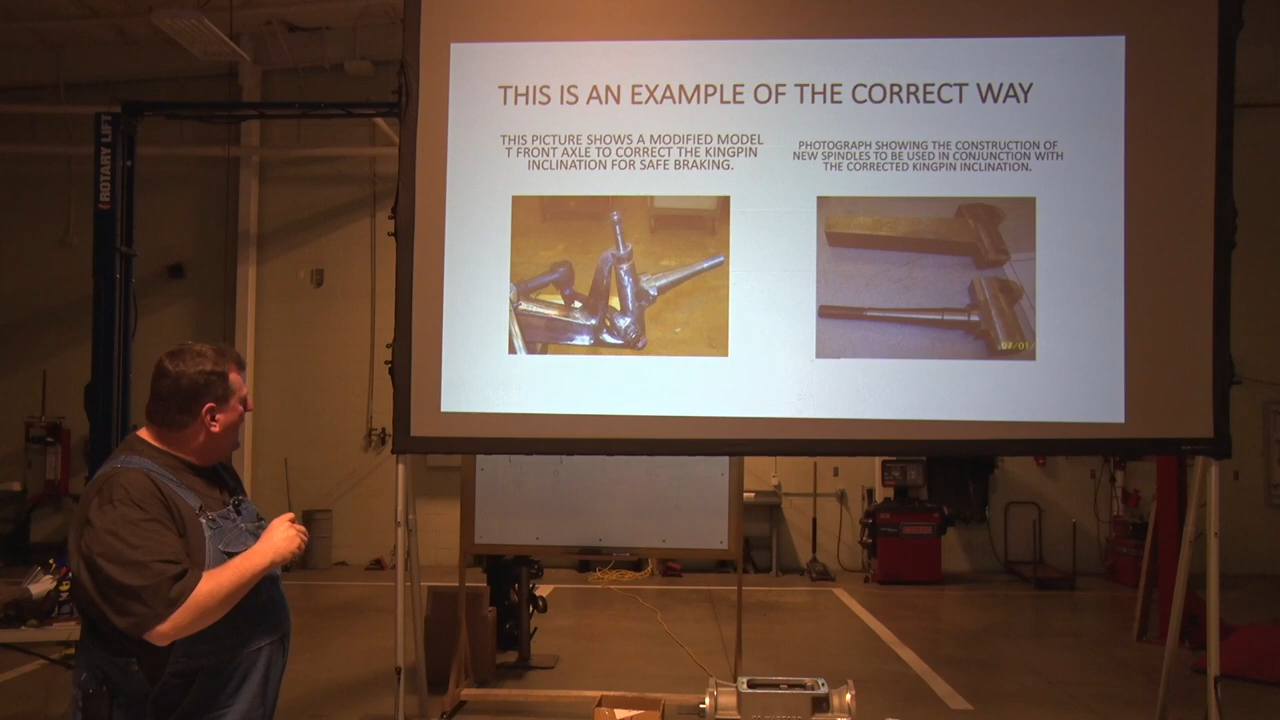 THIS IS AN EXAMPLE OF THE CORRECT WAY
THIS PICTURE SHOWS A MODIFIED MODEL
T FRONT AXLE TO CORRECT THE KINGPIN
INCLINATION FOR SAFE BRAKING.
PHOTOGRAPH SHOWING THE CONSTRUCTION OF
NEW SPINDLES TO BE USED IN CONJUNCTION WITH
THE CORRECTED KINGPIN INCLINATION.
07/01/
ROTARY LIFT